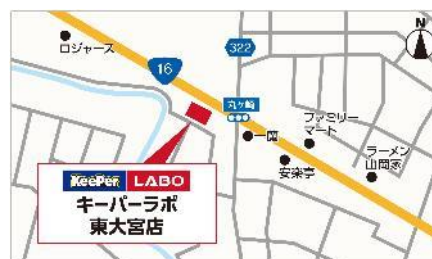 N
ロジャース
16
322
丸ヶ崎
一蘭
ファミリー
マート
安楽亭
ラーメン
山岡家
KeePer LABO
キーパーラボ
東大宮店